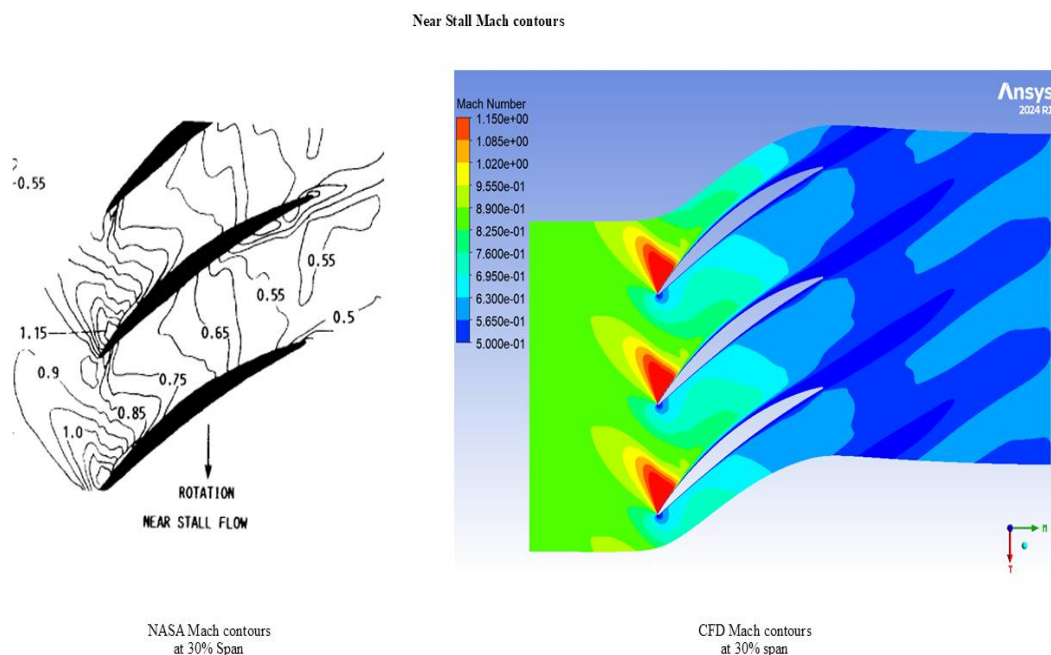 Near Stall Mach contours
-0.55
1.15
0.9
1.0
0.85
0.75
0.65
0.55
0.55
0.5
ROTATION
NEAR STALL FLOW
Mach Number
1.150e+00
1.085e+00
1.020e+00
9.550e-01
8.900e-01
8.250e-01
7.600e-01
6.950e-01
6.300e-01
5.650e-01
5.000e-01
Ansys
2024 R1
M
T
NASA Mach contours
at 30% Span
CFD Mach contours
at 30% span